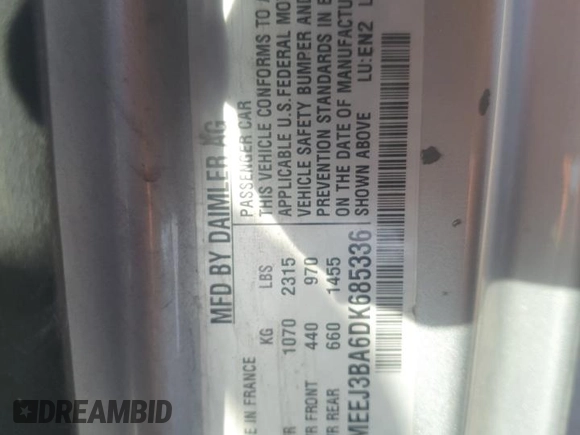 MFD BY DAIMLER AG
E IN FRANCE
KG LBS
R 1070 2315
R FRONT 440 970
R REAR 660 1455
PASSENGER CAR
THIS VEHICLE CONFORMS TO A
APPLICABLE U.S. FEDERAL MO
VEHICLE SAFETY BUMPER AND
PREVENTION STANDARDS IN E
ON THE DATE OF MANUFACTU
SHOWN ABOVE LU:EN2 L
MEEJ3BA6DK685336
DREAMBID